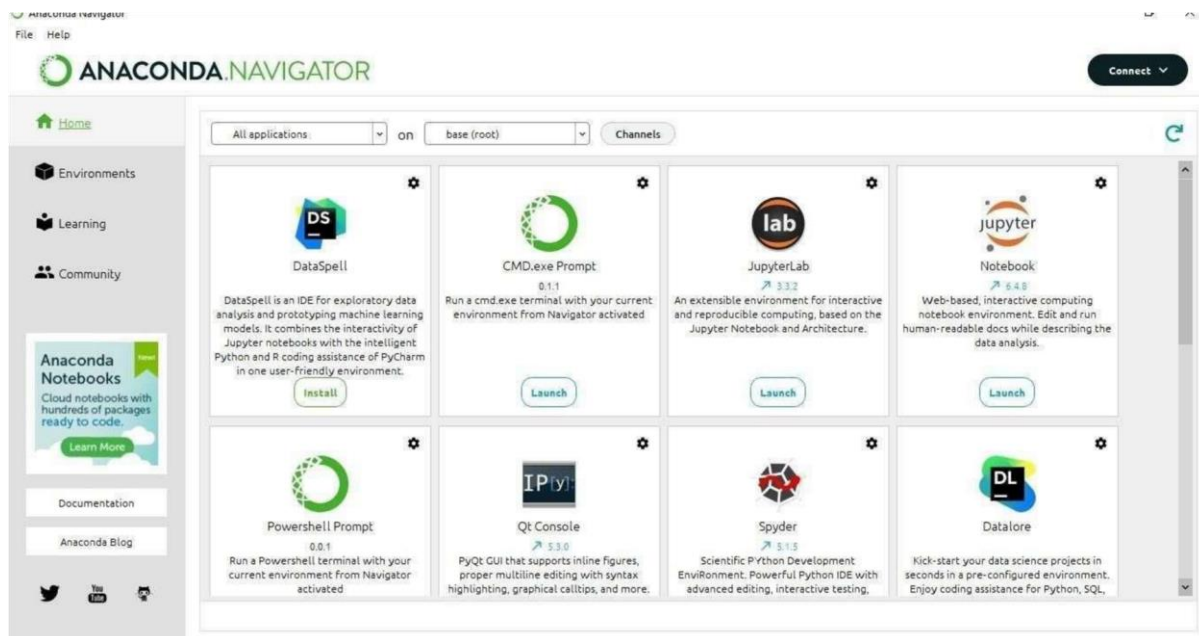 Anaconda Navigator
File Help
ANACONDA.NAVIGATOR
Connect
Home
All applications
on
base (root)
Channels
Environments
Learning
Community
DS
DataSpell
DataSpell is an IDE for exploratory data
analysis and prototyping machine learning
models. It combines the interactivity of
Jupyter notebooks with the intelligent
Python and R coding assistance of PyCharm
in one user-friendly environment.
Install
CMD.exe Prompt
0.1.1
Run a cmd.exe terminal with your current
environment from Navigator activated
Launch
lab
JupyterLab
3.3.2
An extensible environment for interactive
and reproducible computing, based on the
Jupyter Notebook and Architecture.
Launch
jupyter
Notebook
6.4.8
Web-based, interactive computing
notebook environment. Edit and run
human-readable docs while describing the
data analysis.
Launch
Anaconda
Notebooks
New!
Cloud notebooks with
hundreds of packages
ready to code.
Learn More
Documentation
Anaconda Blog
You
Tube
Powershell Prompt
0.0.1
Run a Powershell terminal with your
current environment from Navigator
activated
IP[y]:
Qt Console
5.3.0
PyQt GUI that supports inline figures,
proper multiline editing with syntax
highlighting, graphical calltips, and more.
Spyder
5.1.5
Scientific PYthon Development
EnviRonment. Powerful Python IDE with
advanced editing, interactive testing,
DL
Datalore
Kick-start your data science projects in
seconds in a pre-configured environment.
Enjoy coding assistance for Python, SQL,